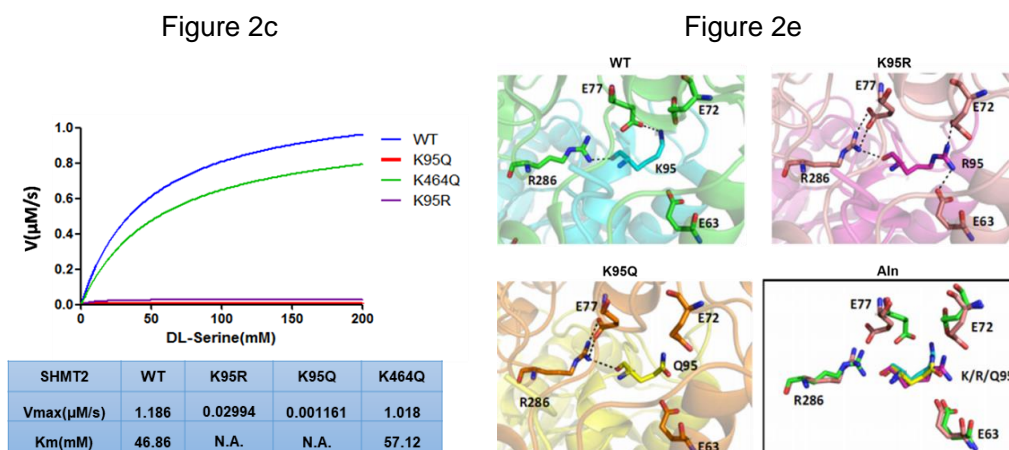 Figure 2c
Figure 2e
V(μM/s)
1.0
0.8
0.6
0.4
0.2
0.0
0 50 100 150 200
DL-Serine(mM)
WT
K95Q
K464Q
K95R
SHMT2 WT K95R K95Q K464Q
Vmax(μM/s) 1.186 0.02994 0.001161 1.018
Km(mM) 46.86 N.A. N.A. 57.12
WT
E77
E72
R286
K95
E63
K95R
E77
E72
R286
R95
E63
K95Q
E77
E72
Q95
R286
E63
Aln
E77
E72
R286
K/R/Q95
E63